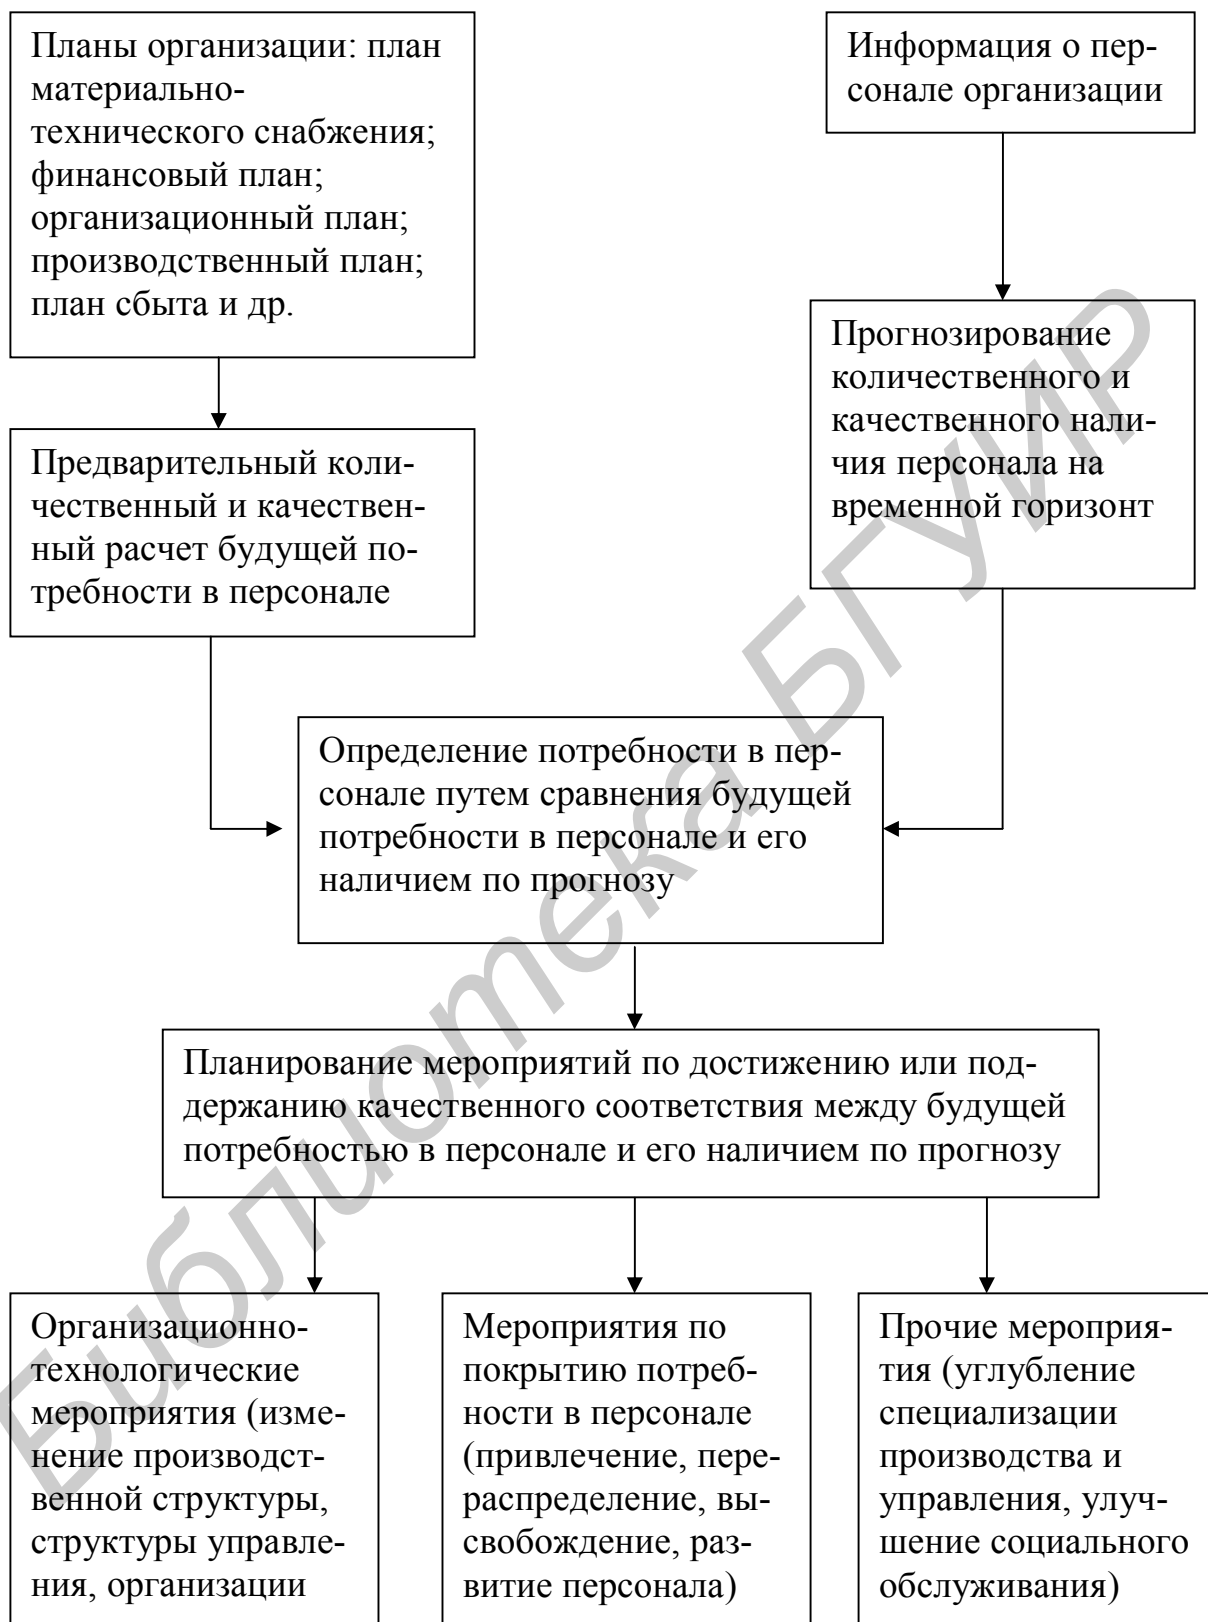 Планы организации: план
материально-
технического снабжения;
финансовый план;
организационный план;
производственный план;
план сбыта и др.
Информация о пер-
сонале организации
Прогнозирование
количественного и
качественного нали-
чия персонала на
временной горизонт
Предварительный коли-
чественный и качествен-
ный расчет будущей по-
требности в персонале
Определение потребности в пер-
сонале путем сравнения будущей
потребности в персонале и его
наличием по прогнозу
Планирование мероприятий по достижению или под-
держанию качественного соответствия между будущей
потребностью в персонале и его наличием по прогнозу
Организационно-
технологические
мероприятия (изме-
нение производст-
венной структуры,
структуры управле-
ния, организации
Мероприятия по
покрытию потреб-
ности в персонале
(привлечение, пере-
распределение, вы-
свобождение, раз-
витие персонала)
Прочие мероприя-
тия (углубление
специализации
производства и
управления, улуч-
шение социального
обслуживания)
Библиотека БГУИР